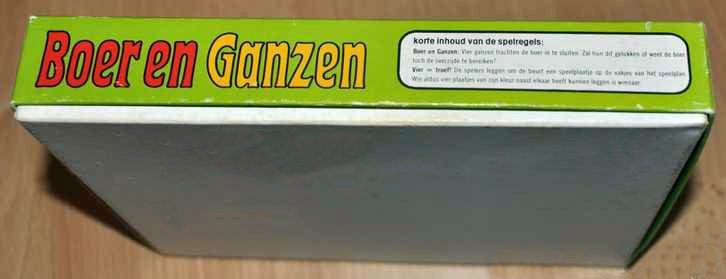 Boer en Ganzen
korte inhoud van de spelregels:
Boer en Ganzen: Vier ganzen trachten de boer in te sluiten. Zal hun dit gelukken of weet de boer
toch de overzijde te bereiken?
Vier = troef! De spelers leggen om de beurt een speelplaatje op de vakjes van het speelplan.
Wie aldus vier plaatjes van zijn kleur naast elkaar heeft kunnen leggen is winnaar.